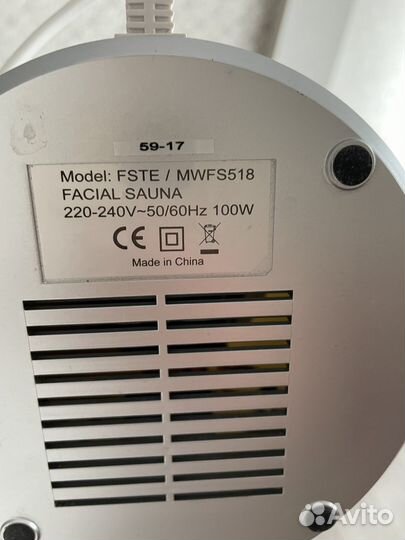 59-17
Model: FSTE / MWFS518
FACIAL SAUNA
220-240V~50/60Hz 100W
CE
Made in China
Avito